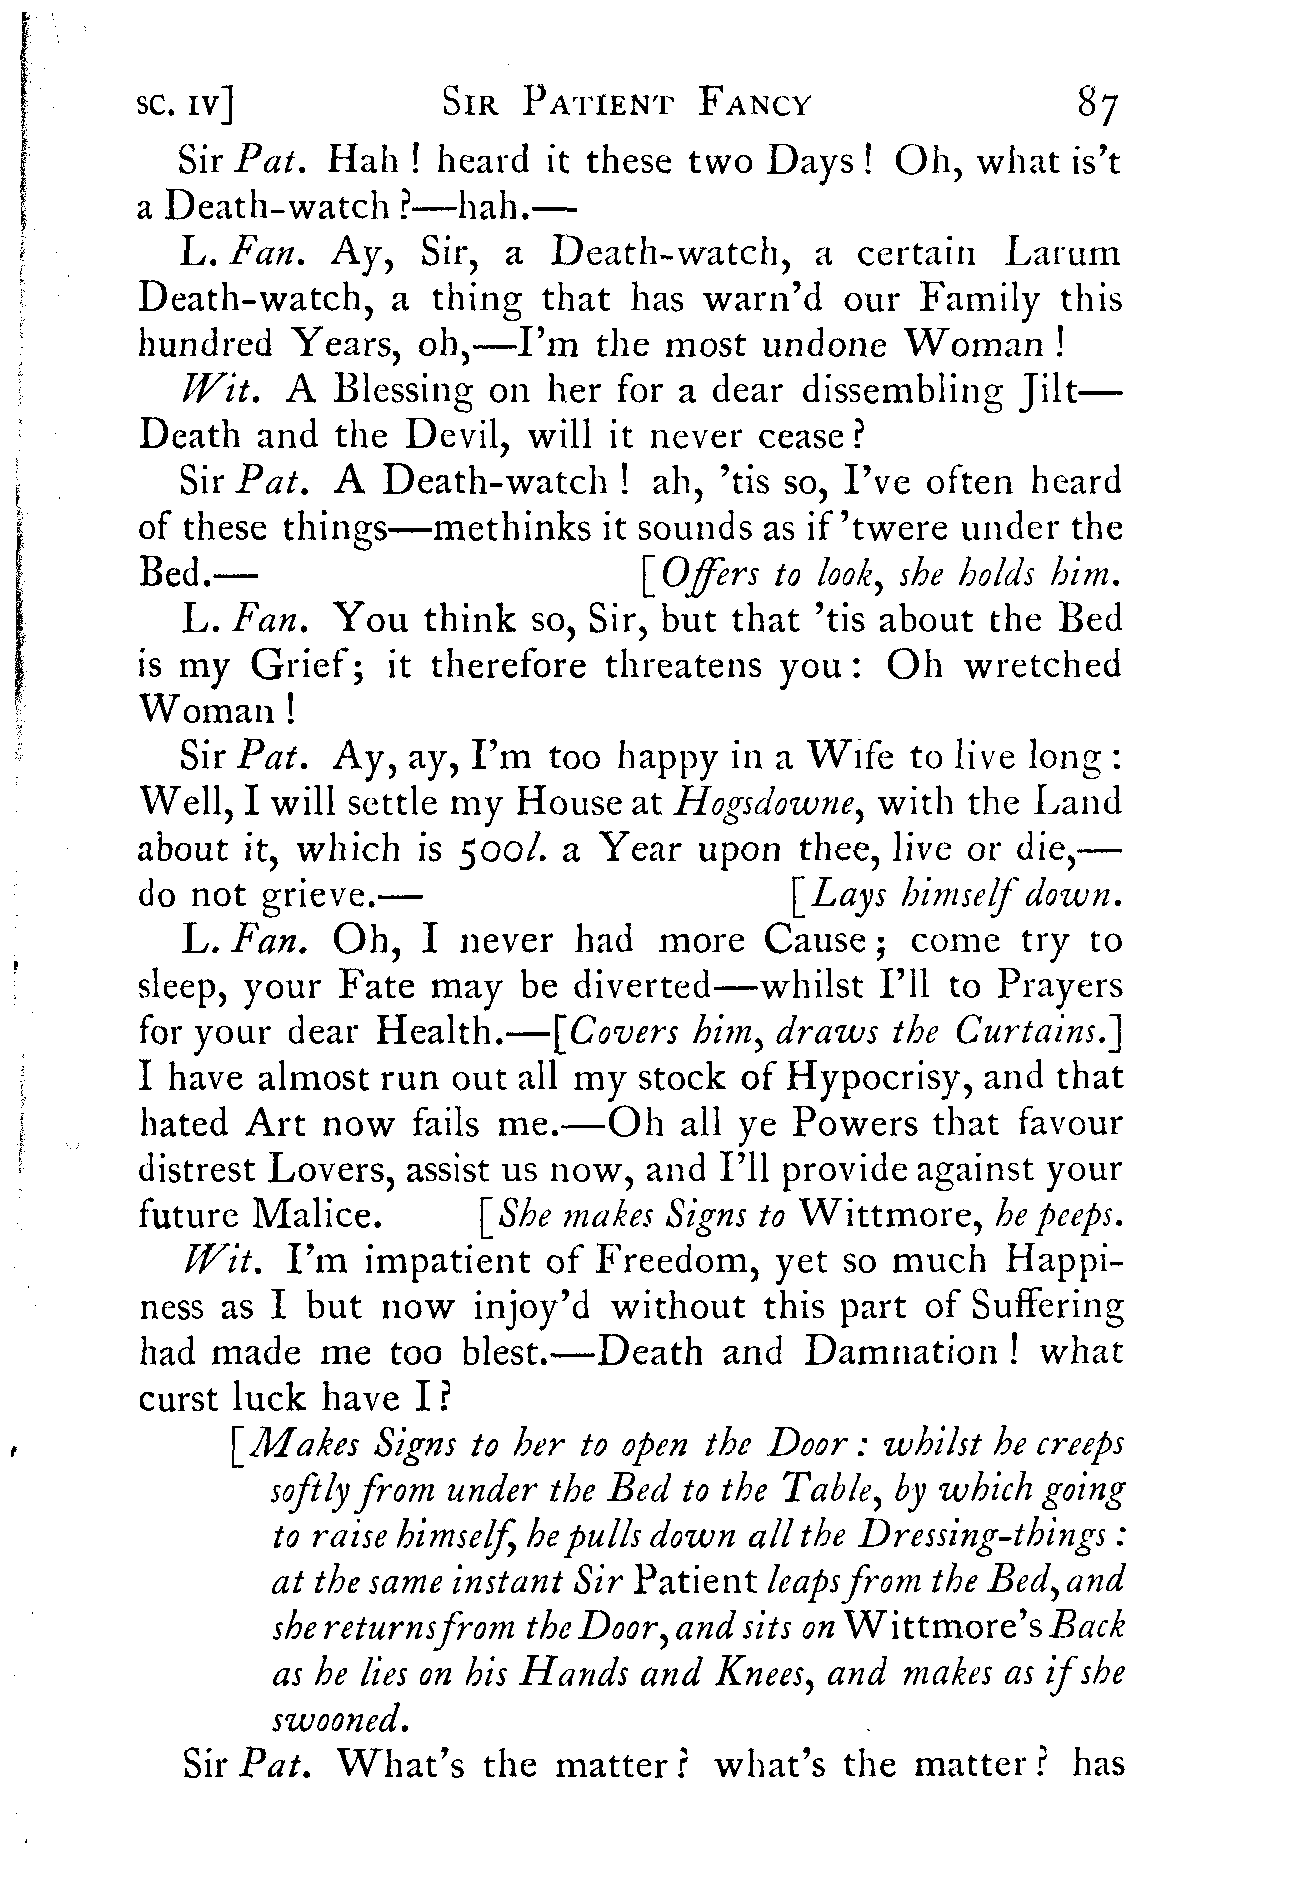 SC. IV] SIR PATIENT FANCY 87
Sir Pat. Hah ! heard it these two Days ! Oh, what is't
a Death-watch ?—hah.—
L. Fan. Ay, Sir, a Death-watch, a certain Larum
Death-watch, a thing that has warn'd our Family this
hundred Years, oh,—I'm the most undone Woman !
Wit. A Blessing on her for a dear dissembling Jilt—
Death and the Devil, will it never cease?
Sir Pat. A Death-watch ! ah, 'tis so, I've often heard
of these things—methinks it sounds as if 'twere under the
Bed.— [Offers to look, she holds him.
L. Fan. You think so, Sir, but that 'tis about the Bed
is my Grief; it therefore threatens you : Oh wretched
Woman !
Sir Pat. Ay, ay, I'm too happy in a Wife to live long :
Well, I will settle my House at Hogsdowne, with the Land
about it, which is 500l. a Year upon thee, live or die,—
do not grieve.— [Lays himself down.
L. Fan. Oh, I never had more Cause ; come try to
sleep, your Fate may be diverted—whilst I'll to Prayers
for your dear Health.—[Covers him, draws the Curtains.]
I have almost run out all my stock of Hypocrisy, and that
hated Art now fails me.—Oh all ye Powers that favour
distrest Lovers, assist us now, and I'll provide against your
future Malice. [She makes Signs to Wittmore, he peeps.
Wit. I'm impatient of Freedom, yet so much Happi-
ness as I but now injoy'd without this part of Suffering
had made me too blest.—Death and Damnation ! what
curst luck have I?
[Makes Signs to her to open the Door : whilst he creeps
softly from under the Bed to the Table, by which going
to raise himself, he pulls down all the Dressing-things :
at the same instant Sir Patient leaps from the Bed, and
she returns from the Door, and sits on Wittmore's Back
as he lies on his Hands and Knees, and makes as if she
swooned.
Sir Pat. What's the matter? what's the matter? has